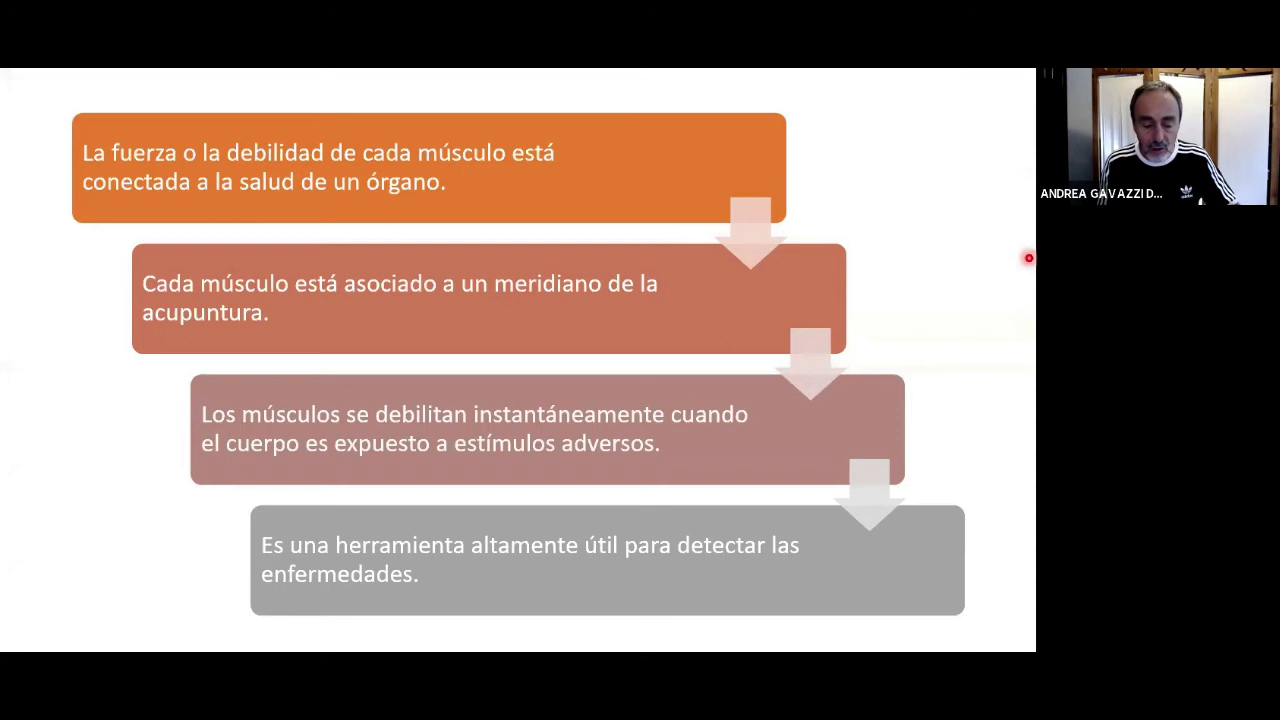 La fuerza o la debilidad de cada músculo está
conectada a la salud de un órgano.
Cada músculo está asociado a un meridiano de la
acupuntura.
Los músculos se debilitan instantáneamente cuando
el cuerpo es expuesto a estímulos adversos.
Es una herramienta altamente útil para detectar las
enfermedades.
ANDREA GAVAZZI D...